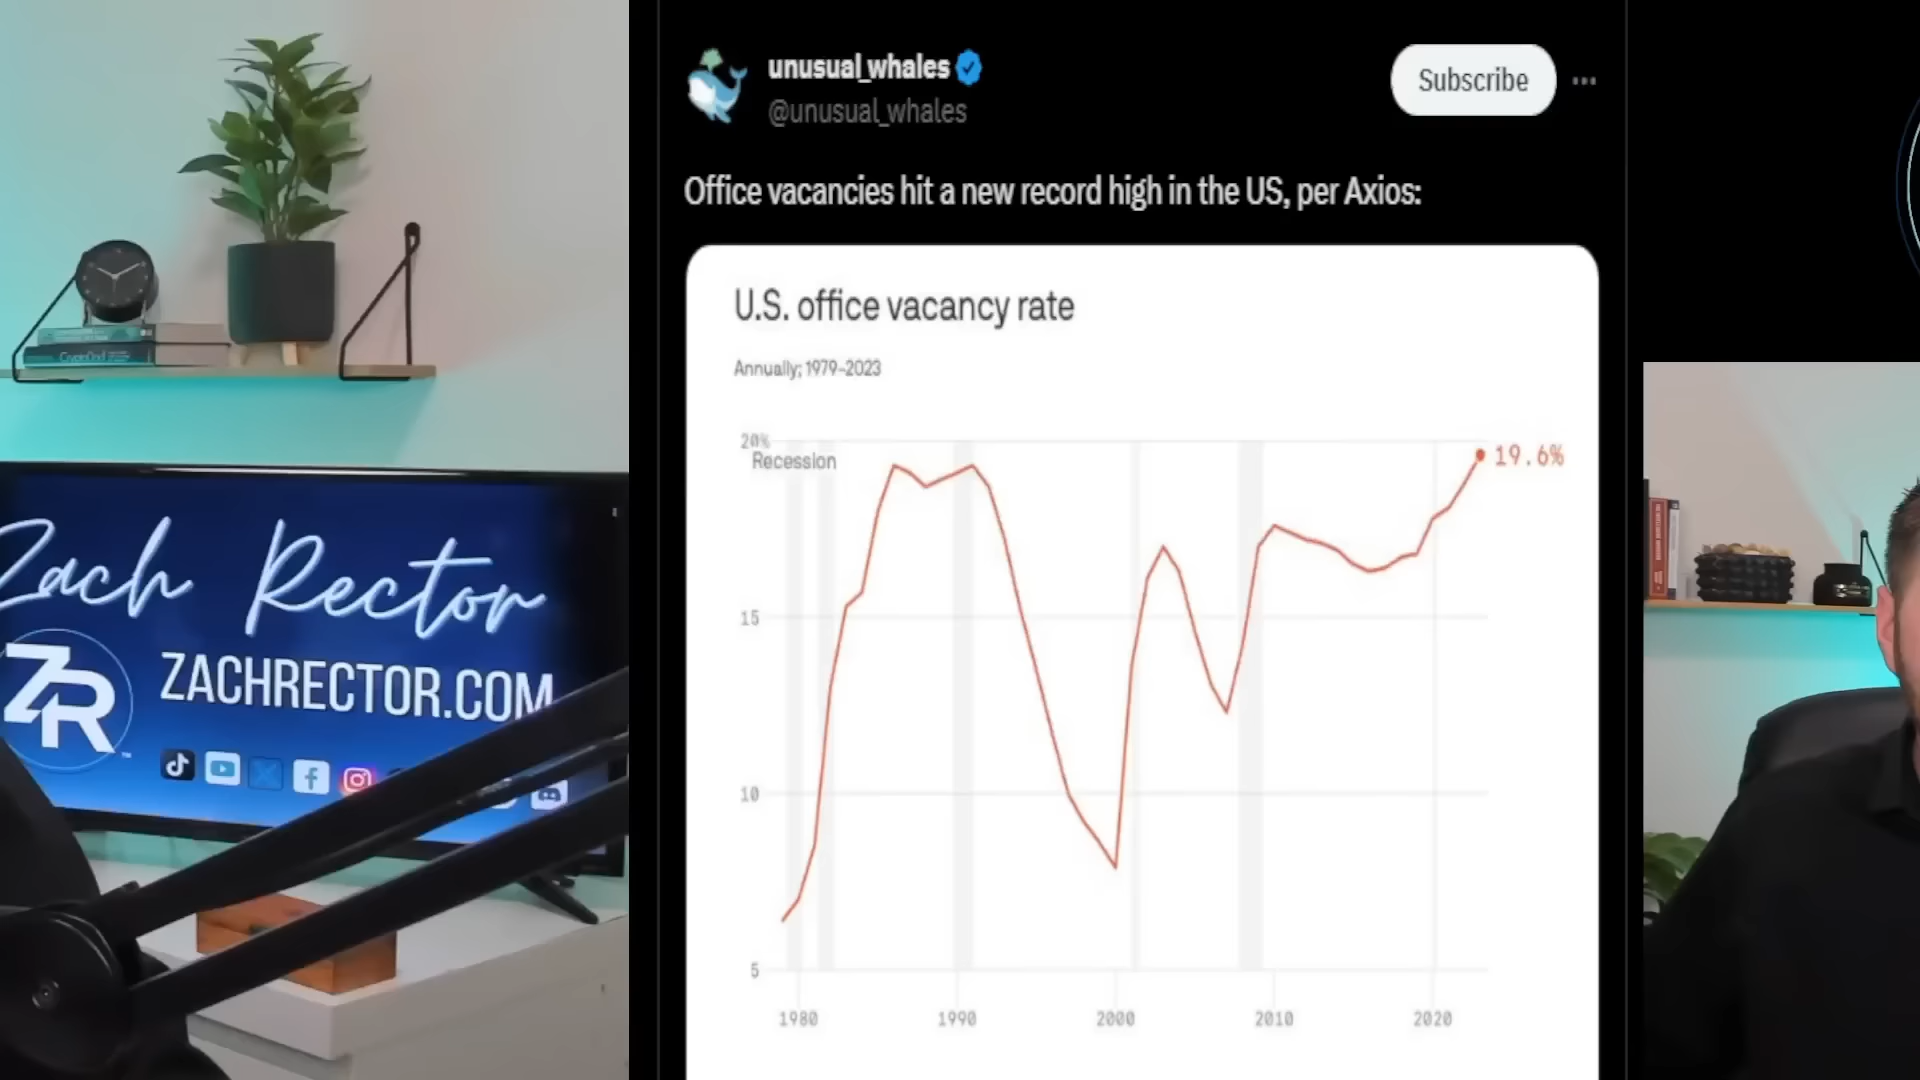 CryptoDad
Zach Rector
ZR
ZACHRECTOR.COM
unusual_whales
@unusual_whales
Subscribe
Office vacancies hit a new record high in the US, per Axios:
U.S. office vacancy rate
Annually; 1979–2023
20%
Recession
19.6%
15
10
5
1980 1990 2000 2010 2020